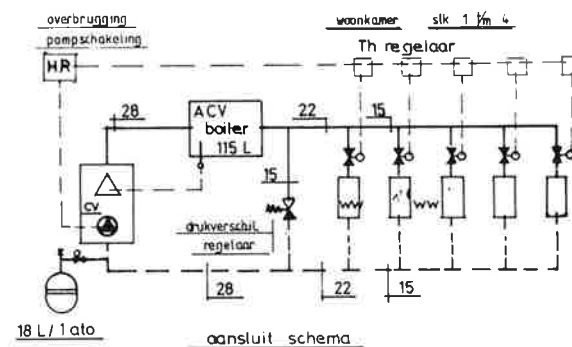 overbrugging
pompschakeling
woonkamer slk 1 t/m 4
Th regelaar
HR
28
ACV
boiler
115 L
22
15
15
CV
drukverschil
regelaar
28
22
15
18 L / 1 ato
aansluit schema